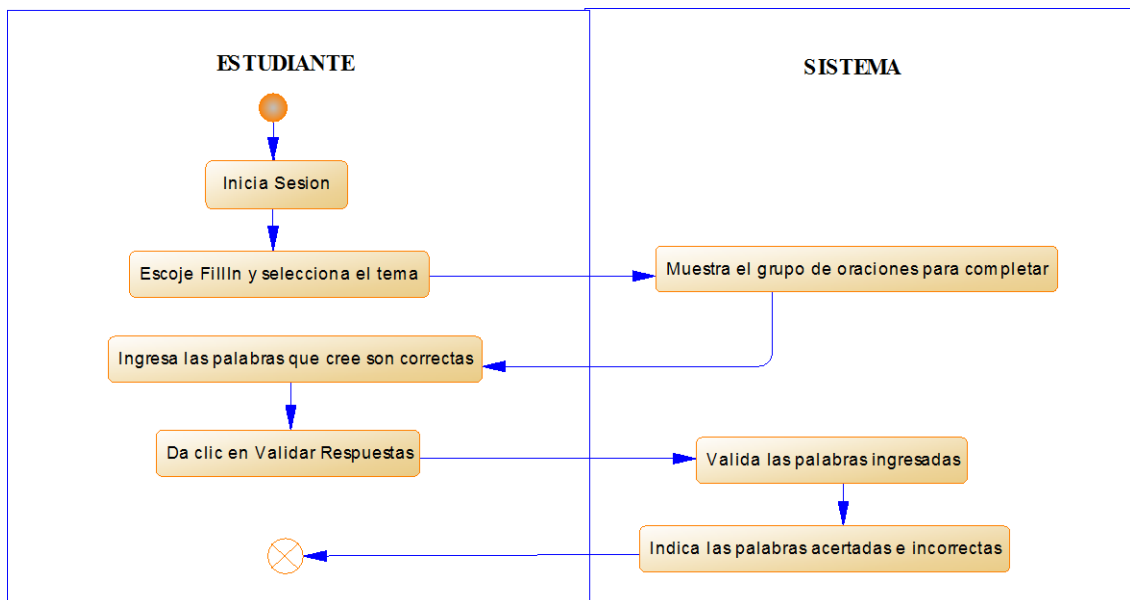 ESTUDIANTE
SISTEMA
Inicia Sesion
Escoje FillIn y selecciona el tema
Muestra el grupo de oraciones para completar
Ingresa las palabras que cree son correctas
Da clic en Validar Respuestas
Valida las palabras ingresadas
Indica las palabras acertadas e incorrectas